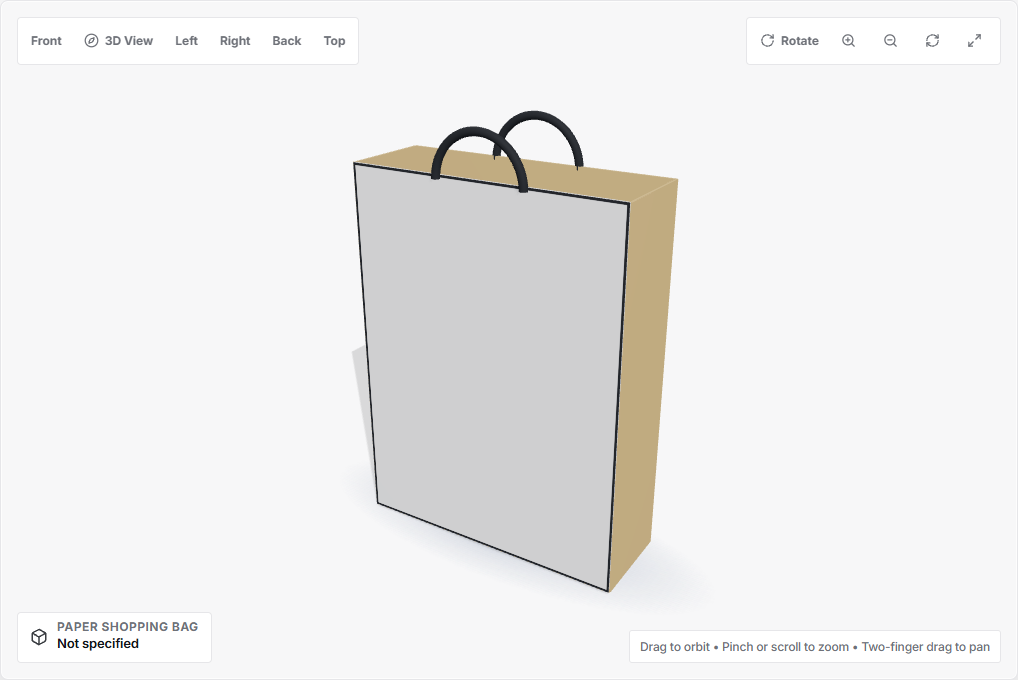 Front
3D View
Left
Right
Back
Top
Rotate
PAPER SHOPPING BAG
Not specified
Drag to orbit • Pinch or scroll to zoom • Two-finger drag to pan